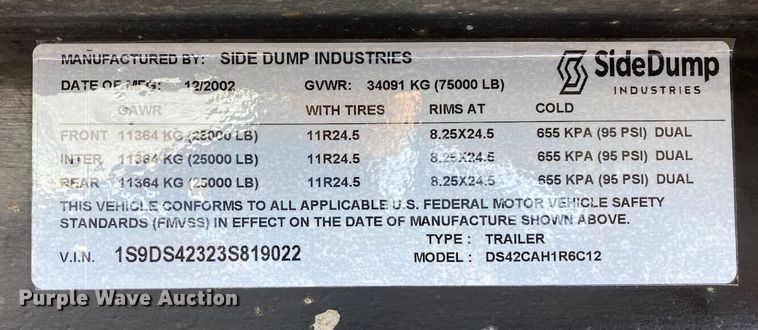 MANUFACTURED BY: SIDE DUMP INDUSTRIES
SideDump
INDUSTRIES
DATE OF MFG: 12/2002 GVWR: 34091 KG (75000 LB)
GAWR WITH TIRES RIMS AT COLD
FRONT 11364 KG (25000 LB) 11R24.5 8.25X24.5 655 KPA (95 PSI) DUAL
INTER 11364 KG (25000 LB) 11R24.5 8.25X24.5 655 KPA (95 PSI) DUAL
REAR 11364 KG (25000 LB) 11R24.5 8.25X24.5 655 KPA (95 PSI) DUAL
THIS VEHICLE CONFORMS TO ALL APPLICABLE U.S. FEDERAL MOTOR VEHICLE SAFETY
STANDARDS (FMVSS) IN EFFECT ON THE DATE OF MANUFACTURE SHOWN ABOVE.
V.I.N. 1S9DS42323S819022
TYPE : TRAILER
MODEL : DS42CAH1R6C12
Purple Wave Auction